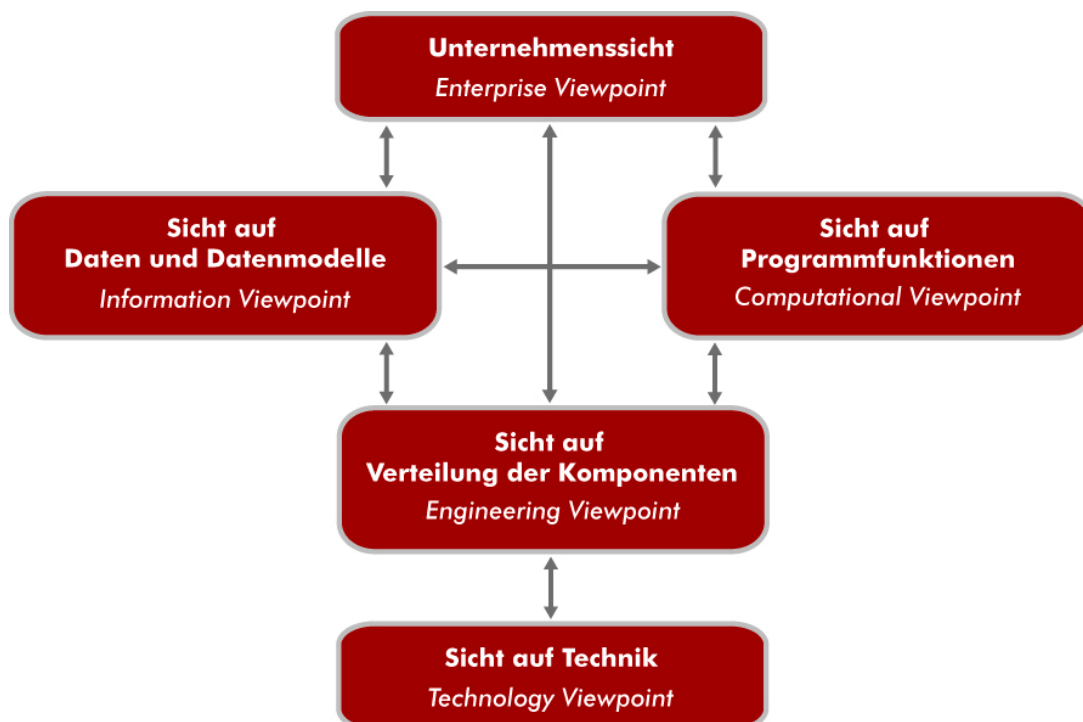 Unternehmenssicht
Enterprise Viewpoint
Sicht auf
Daten und Datenmodelle
Information Viewpoint
Sicht auf
Programmfunktionen
Computational Viewpoint
Sicht auf
Verteilung der Komponenten
Engineering Viewpoint
Sicht auf Technik
Technology Viewpoint